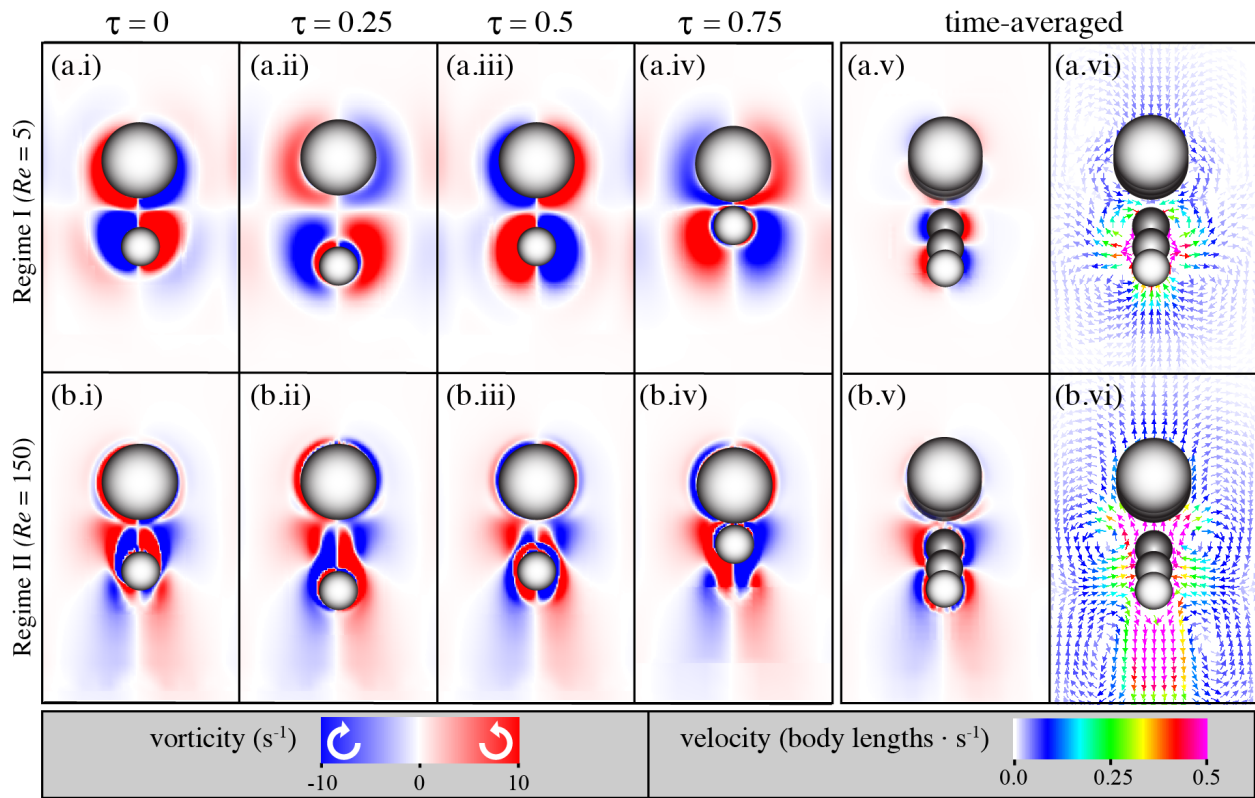 τ = 0 τ = 0.25 τ = 0.5 τ = 0.75 time-averaged
Regime I (Re = 5)
(a.i) (a.ii) (a.iii) (a.iv) (a.v) (a.vi)
Regime II (Re = 150)
(b.i) (b.ii) (b.iii) (b.iv) (b.v) (b.vi)
vorticity (s⁻¹)
-10 0 10
velocity (body lengths · s⁻¹)
0.0 0.25 0.5